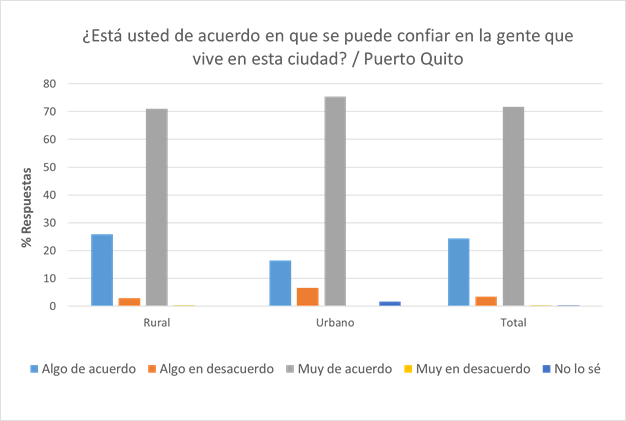 ¿Está usted de acuerdo en que se puede confiar en la gente que
vive en esta ciudad? / Puerto Quito
% Respuestas
80
70
60
50
40
30
20
10
0
Rural
Urbano
Total
Algo de acuerdo
Algo en desacuerdo
Muy de acuerdo
Muy en desacuerdo
No lo sé